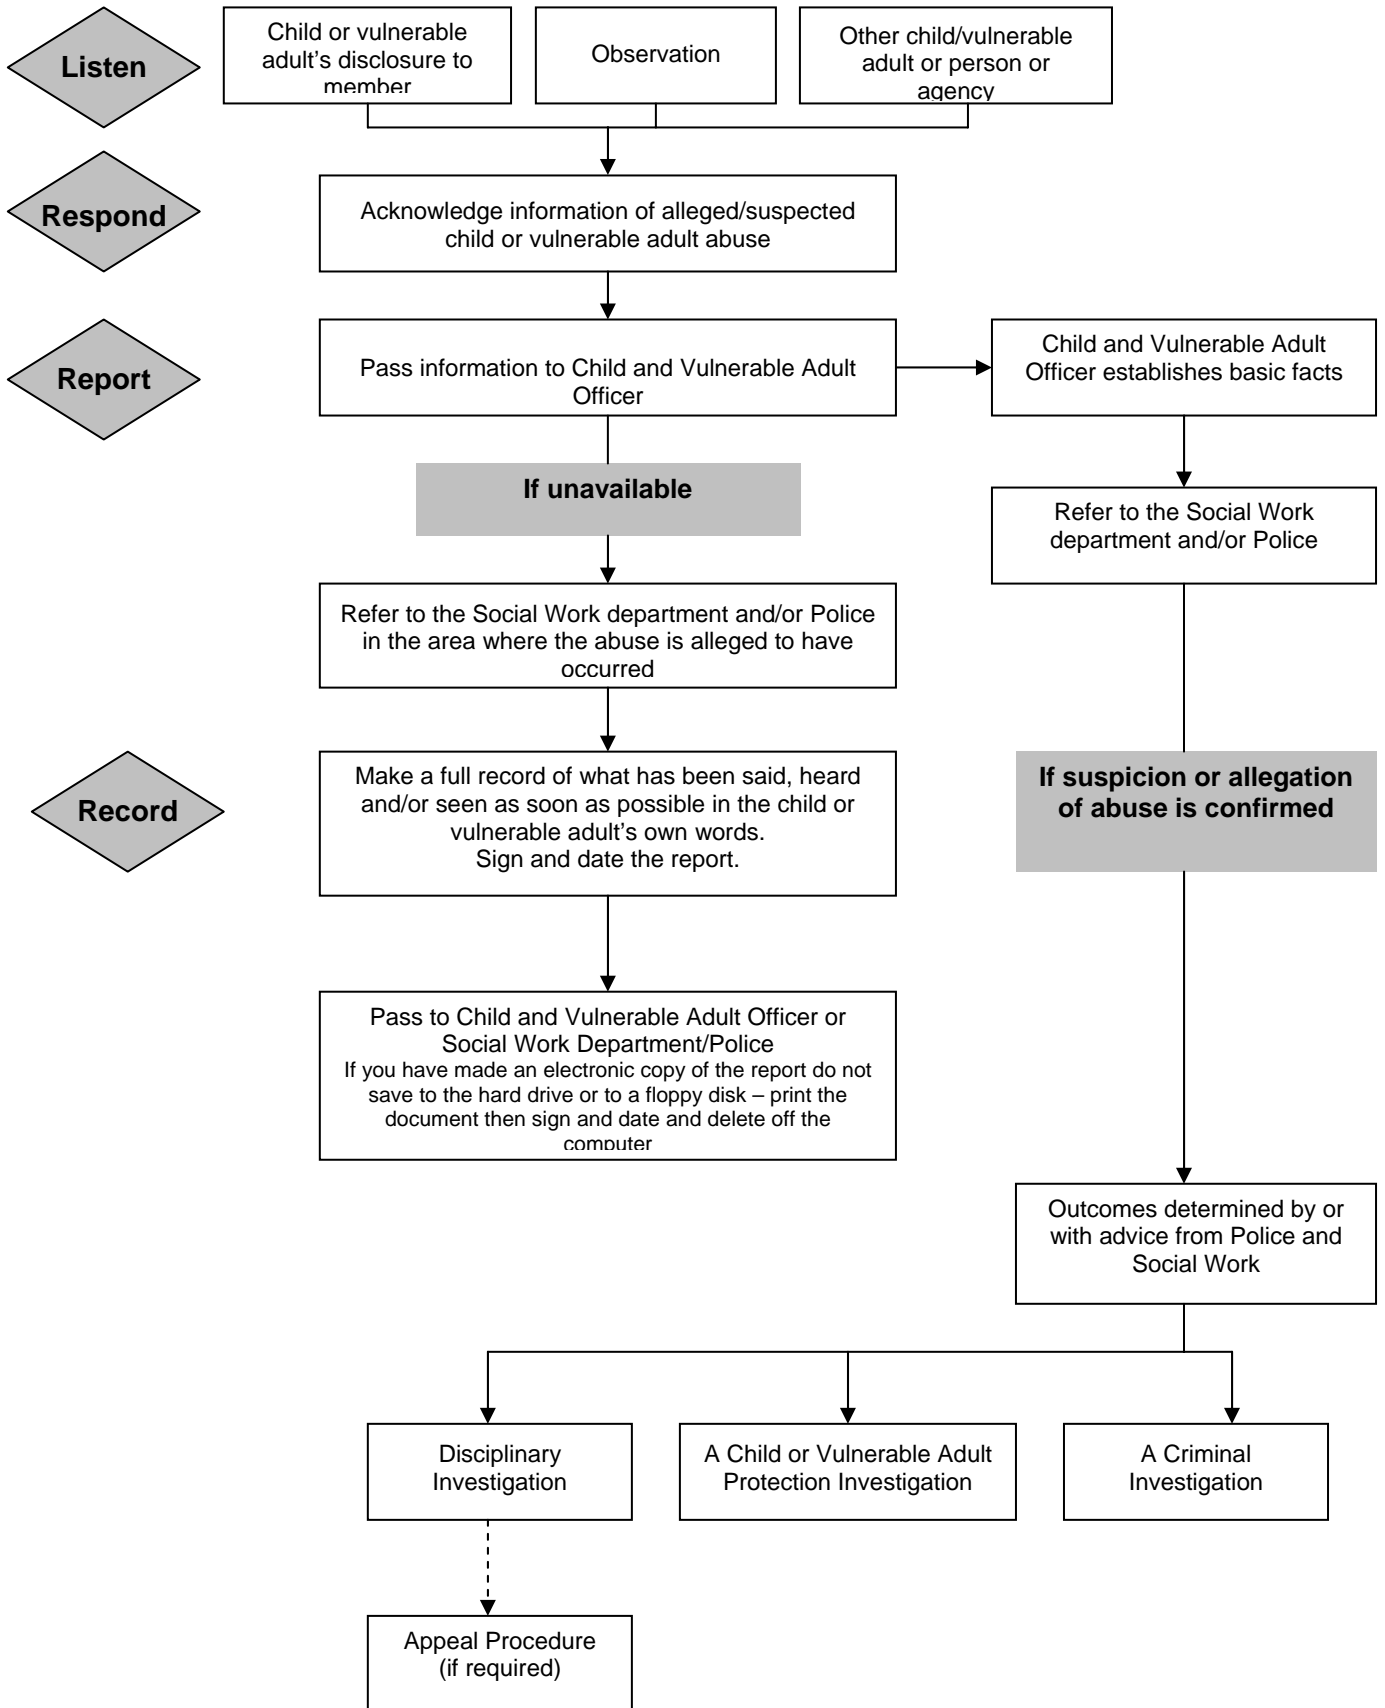 Listen
Child or vulnerable
adult's disclosure to
member
Observation
Other child/vulnerable
adult or person or
agency
Respond
Acknowledge information of alleged/suspected
child or vulnerable adult abuse
Report
Pass information to Child and Vulnerable Adult
Officer
Child and Vulnerable Adult
Officer establishes basic facts
If unavailable
Refer to the Social Work
department and/or Police
Refer to the Social Work department and/or Police
in the area where the abuse is alleged to have
occurred
Record
Make a full record of what has been said, heard
and/or seen as soon as possible in the child or
vulnerable adult's own words.
Sign and date the report.
If suspicion or allegation
of abuse is confirmed
Pass to Child and Vulnerable Adult Officer or
Social Work Department/Police
If you have made an electronic copy of the report do not
save to the hard drive or to a floppy disk – print the
document then sign and date and delete off the
computer
Outcomes determined by or
with advice from Police and
Social Work
Disciplinary
Investigation
A Child or Vulnerable Adult
Protection Investigation
A Criminal
Investigation
Appeal Procedure
(if required)